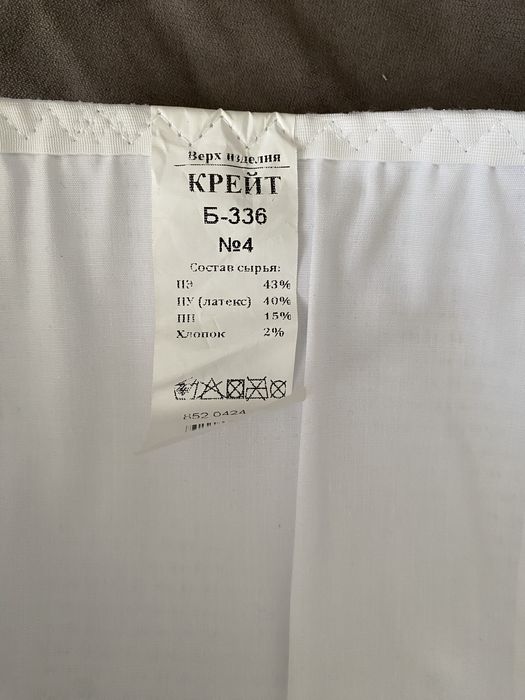 Верх изделия
КРЕЙТ
Б-336
№4
Состав сырья:
ПЭ 43%
ПУ (латекс) 40%
ПП 15%
Хлопок 2%
852 0424